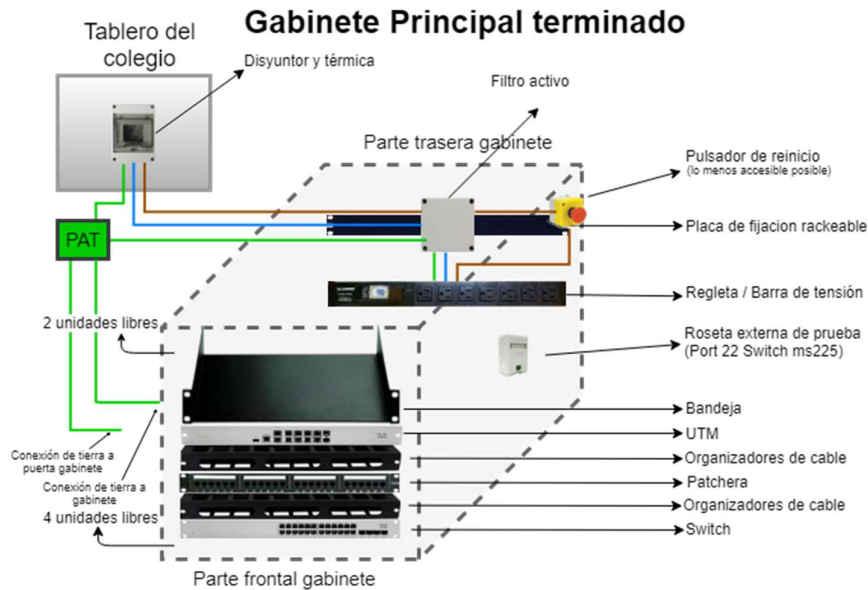 Gabinete Principal terminado
Tablero del
colegio
Disyuntor y térmica
Filtro activo
Parte trasera gabinete
Pulsador de reinicio
(lo menos accesible posible)
PAT
Placa de fijacion rackeable
Regleta / Barra de tensión
2 unidades libres
Roseta externa de prueba
(Port 22 Switch ms225)
Bandeja
UTM
Conexión de tierra a
puerta gabinete
Organizadores de cable
Conexión de tierra a
gabinete
Patchera
4 unidades libres
Organizadores de cable
Switch
Parte frontal gabinete